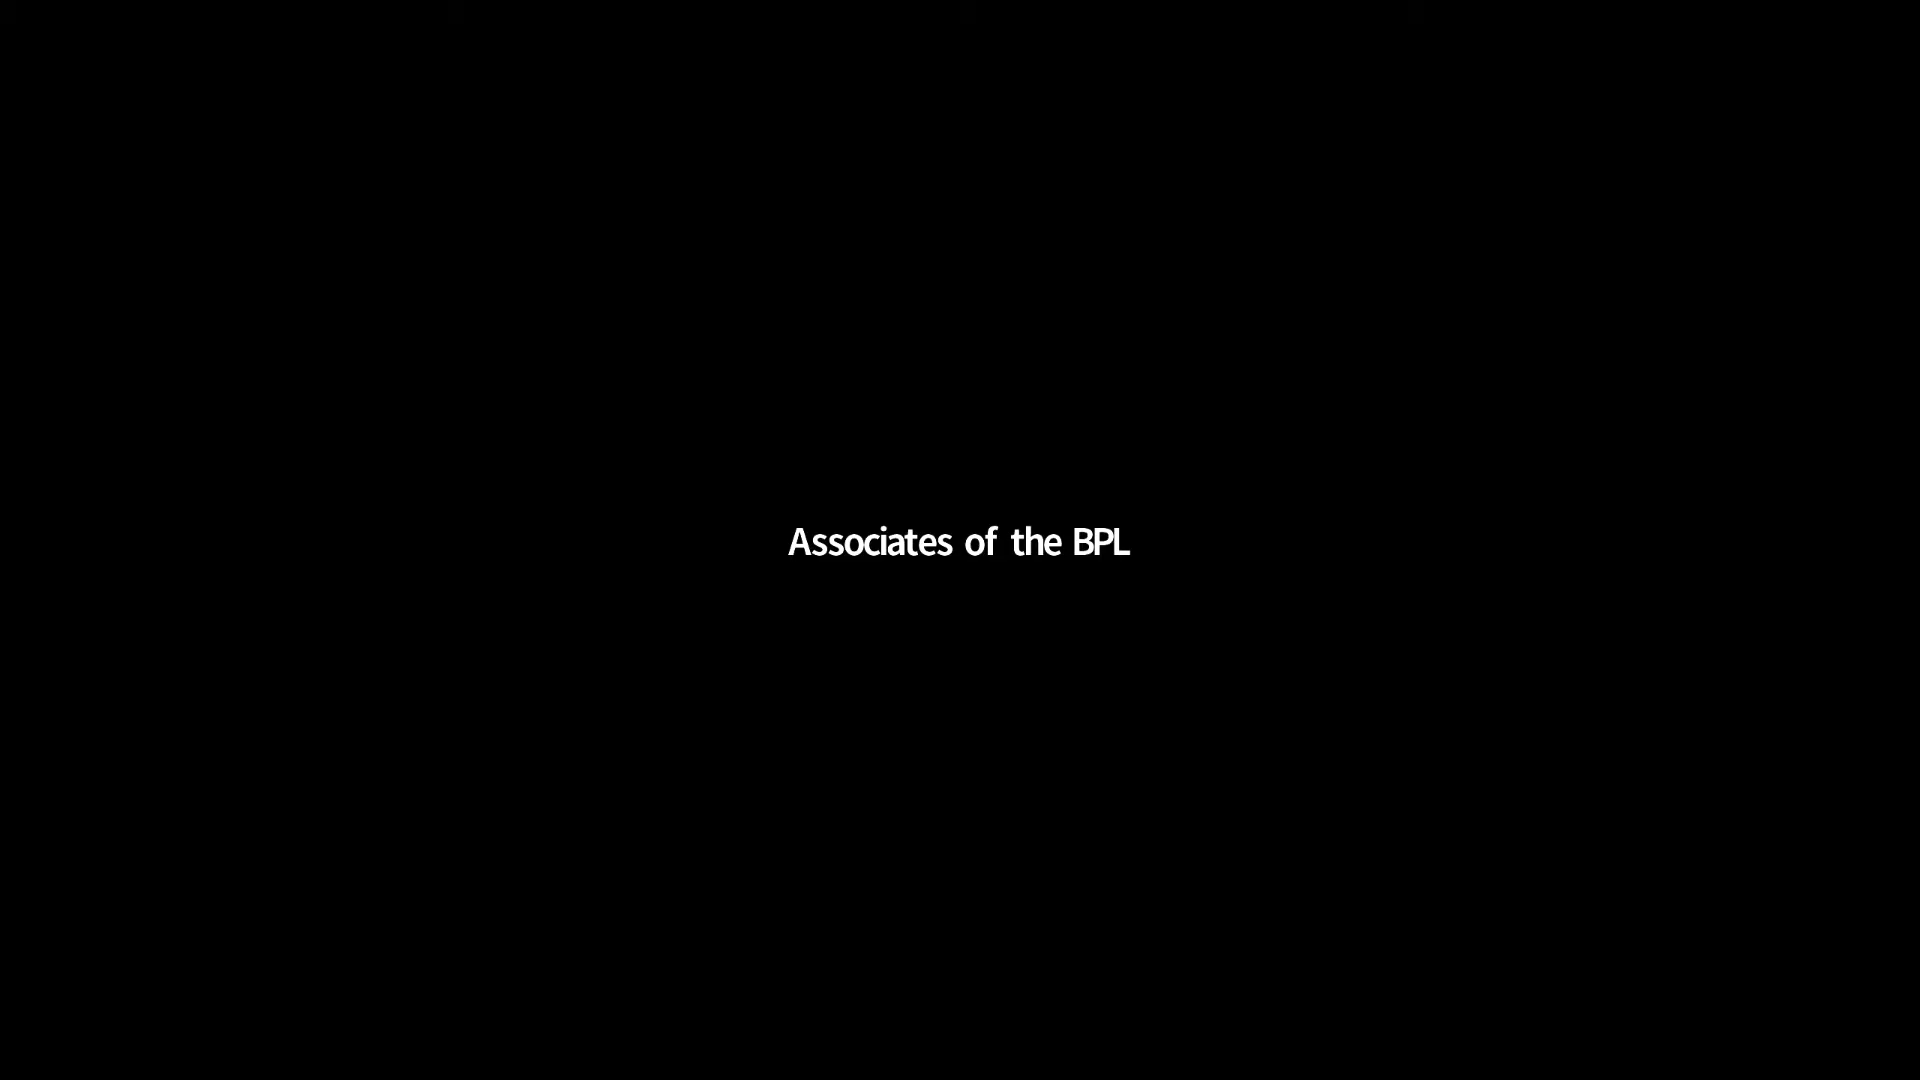 Associates of the BPL